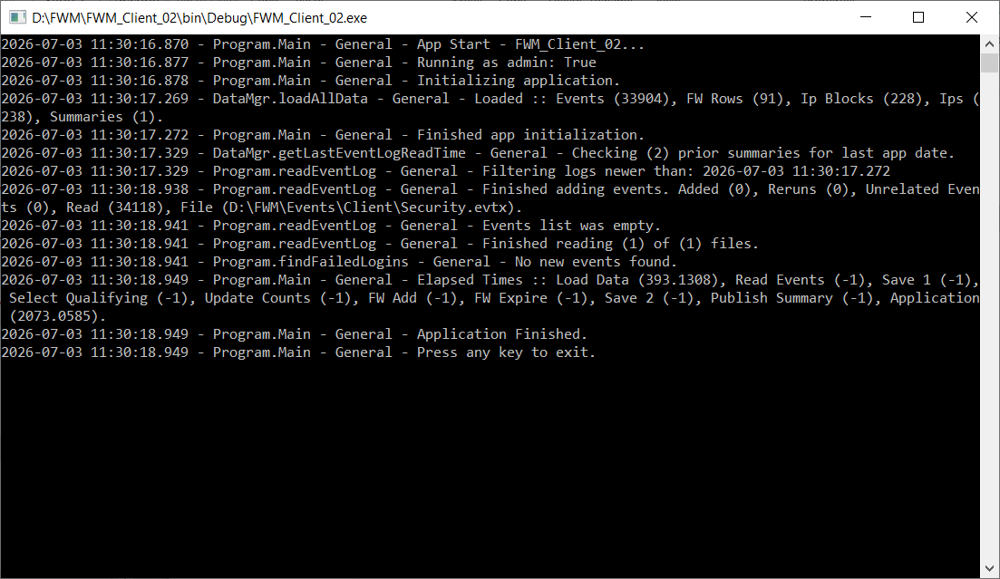 D:\FWM\FWM_Client_02\bin\Debug\FWM_Client_02.exe
2026-07-03 11:30:16.870 - Program.Main - General - App Start - FWM_Client_02...
2026-07-03 11:30:16.877 - Program.Main - General - Running as admin: True
2026-07-03 11:30:16.878 - Program.Main - General - Initializing application.
2026-07-03 11:30:17.269 - DataMgr.loadAllData - General - Loaded :: Events (33904), FW Rows (91), Ip Blocks (228), Ips (
238), Summaries (1).
2026-07-03 11:30:17.272 - Program.Main - General - Finished app initialization.
2026-07-03 11:30:17.329 - DataMgr.getLastEventLogReadTime - General - Checking (2) prior summaries for last app date.
2026-07-03 11:30:17.329 - Program.readEventLog - General - Filtering logs newer than: 2026-07-03 11:30:17.272
2026-07-03 11:30:18.938 - Program.readEventLog - General - Finished adding events. Added (0), Reruns (0), Unrelated Even
ts (0), Read (34118), File (D:\FWM\Events\Client\Security.evtx).
2026-07-03 11:30:18.941 - Program.readEventLog - General - Events list was empty.
2026-07-03 11:30:18.941 - Program.readEventLog - General - Finished reading (1) of (1) files.
2026-07-03 11:30:18.941 - Program.findFailedLogins - General - No new events found.
2026-07-03 11:30:18.949 - Program.Main - General - Elapsed Times :: Load Data (393.1308), Read Events (-1), Save 1 (-1),
 Select Qualifying (-1), Update Counts (-1), FW Add (-1), FW Expire (-1), Save 2 (-1), Publish Summary (-1), Application
 (2073.0585).
2026-07-03 11:30:18.949 - Program.Main - General - Application Finished.
2026-07-03 11:30:18.949 - Program.Main - General - Press any key to exit.